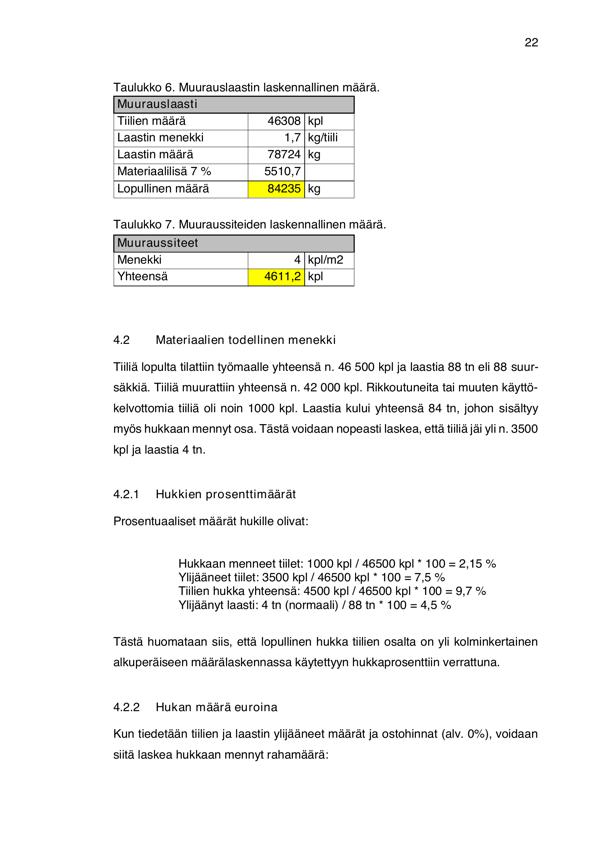 22
Taulukko 6. Muurauslaastin laskennallinen määrä.
Muurauslaasti
Tiilien määrä 46308 kpl
Laastin menekki 1,7 kg/tiili
Laastin määrä 78724 kg
Materiaalilisä 7 % 5510,7
Lopullinen määrä 84235 kg
Taulukko 7. Muuraussiteiden laskennallinen määrä.
Muuraussiteet
Menekki 4 kpl/m2
Yhteensä 4611,2 kpl
4.2 Materiaalien todellinen menekki
Tiiliä lopulta tilattiin työmaalle yhteensä n. 46 500 kpl ja laastia 88 tn eli 88 suur-
säkkiä. Tiiliä muurattiin yhteensä n. 42 000 kpl. Rikkoutuneita tai muuten käyttö-
kelvottomia tiiliä oli noin 1000 kpl. Laastia kului yhteensä 84 tn, johon sisältyy
myös hukkaan mennyt osa. Tästä voidaan nopeasti laskea, että tiiliä jäi yli n. 3500
kpl ja laastia 4 tn.
4.2.1 Hukkien prosenttimäärät
Prosentuaaliset määrät hukille olivat:
Hukkaan menneet tiilet: 1000 kpl / 46500 kpl * 100 = 2,15 %
Ylijääneet tiilet: 3500 kpl / 46500 kpl * 100 = 7,5 %
Tiilien hukka yhteensä: 4500 kpl / 46500 kpl * 100 = 9,7 %
Ylijäänyt laasti: 4 tn (normaali) / 88 tn * 100 = 4,5 %
Tästä huomataan siis, että lopullinen hukka tiilien osalta on yli kolminkertainen
alkuperäiseen määrälaskennassa käytettyyn hukkaprosenttiin verrattuna.
4.2.2 Hukan määrä euroina
Kun tiedetään tiilien ja laastin ylijääneet määrät ja ostohinnat (alv. 0%), voidaan
siitä laskea hukkaan mennyt rahamäärä: